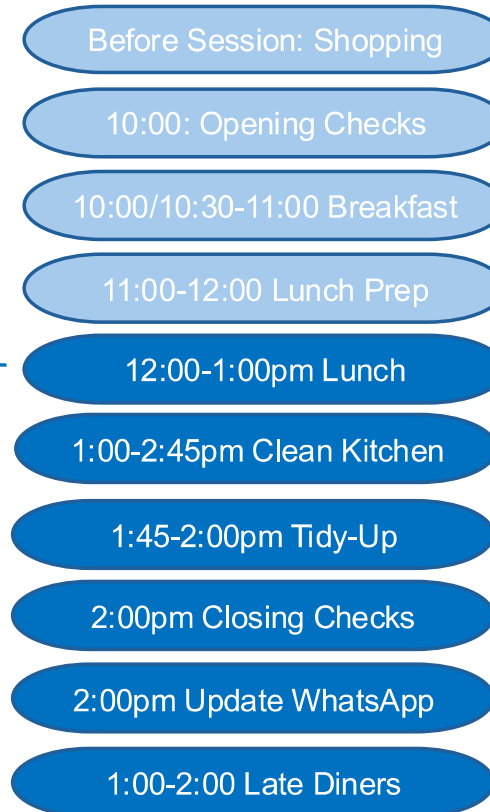 Before Session: Shopping
10:00: Opening Checks
10:00/10:30-11:00 Breakfast
11:00-12:00 Lunch Prep
12:00-1:00pm Lunch
1:00-2:45pm Clean Kitchen
1:45-2:00pm Tidy-Up
2:00pm Closing Checks
2:00pm Update WhatsApp
1:00-2:00 Late Diners